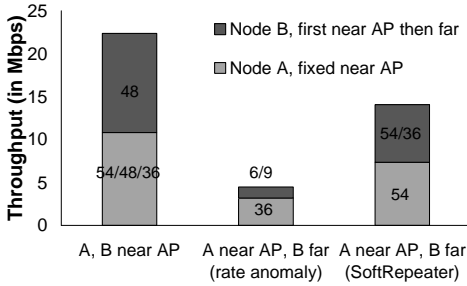 Throughput (in Mbps)
25
20
15
10
5
0
Node B, first near AP then far
Node A, fixed near AP
48
54/48/36
6/9
36
54/36
54
A, B near AP
A near AP, B far
(rate anomaly)
A near AP, B far
(SoftRepeater)